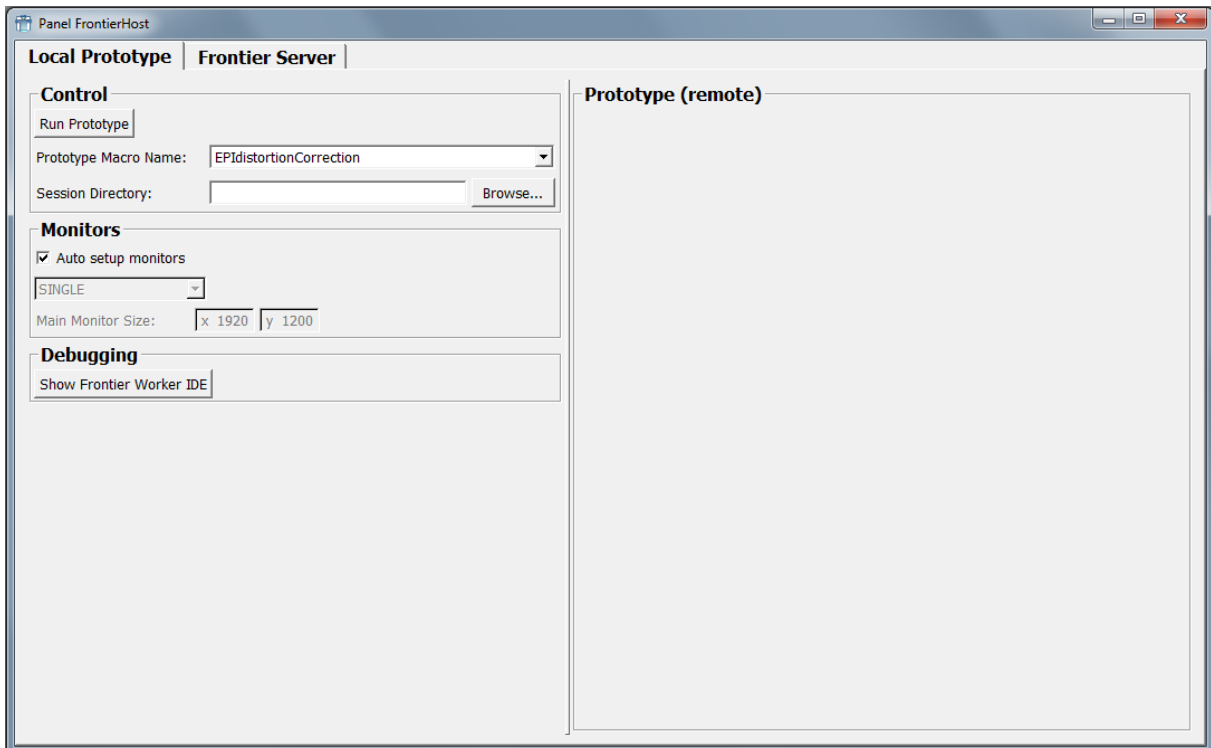 Panel FrontierHost
Local Prototype
Frontier Server
Control
Run Prototype
Prototype Macro Name: EPIdistortionCorrection
Session Directory: Browse...
Monitors
Auto setup monitors
SINGLE
Main Monitor Size: x 1920 y 1200
Debugging
Show Frontier Worker IDE
Prototype (remote)